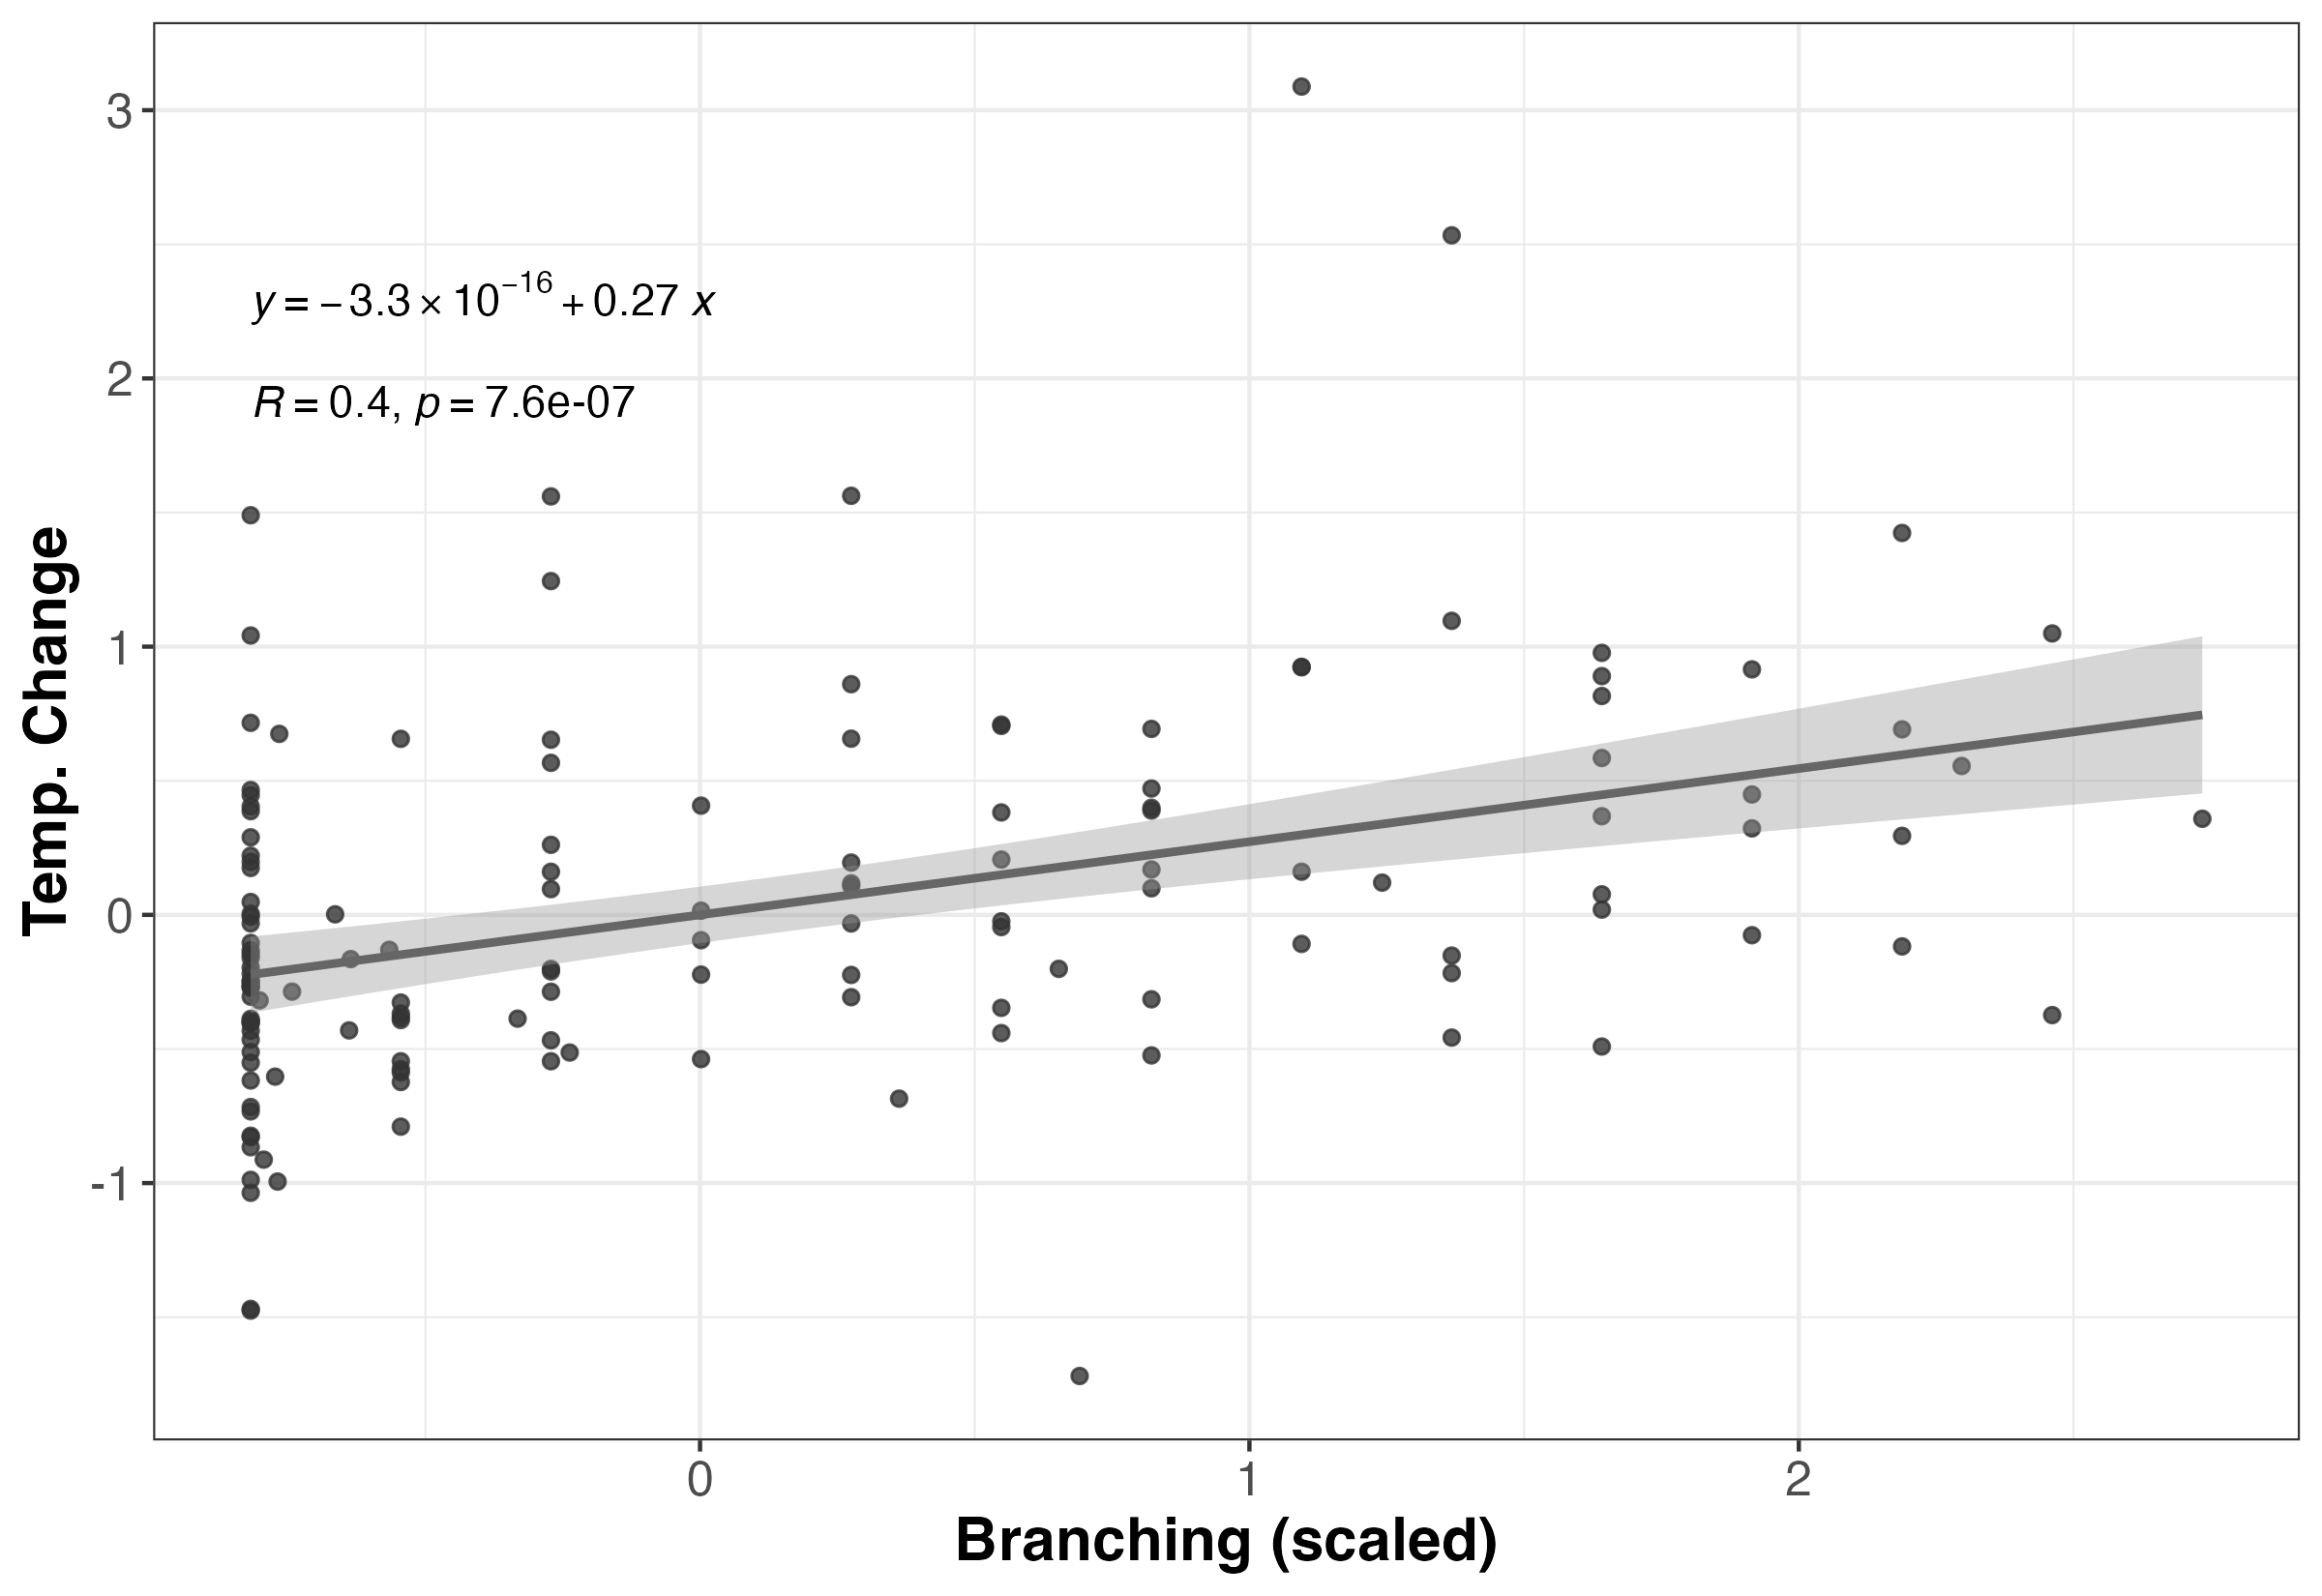 3
2
1
0
-1
Temp. Change
y = −3.3 × 10⁻¹⁶ + 0.27 x
R = 0.4, p = 7.6e-07
0 1 2
Branching (scaled)